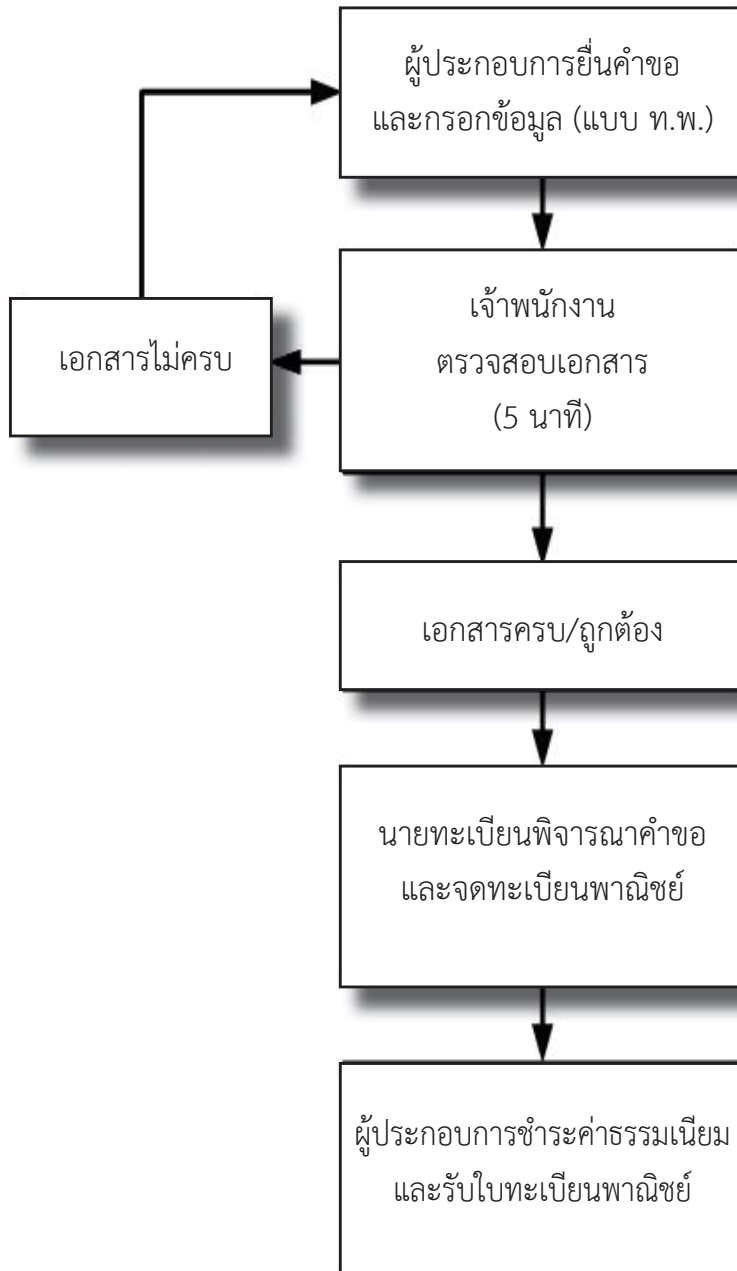 ผู้ประกอบการยื่นคำขอ
และกรอกข้อมูล (แบบ ท.พ.)
เจ้าพนักงาน
ตรวจสอบเอกสาร
(5 นาที)
เอกสารไม่ครบ
เอกสารครบ/ถูกต้อง
นายทะเบียนพิจารณาคำขอ
และจดทะเบียนพาณิชย์
ผู้ประกอบการชำระค่าธรรมเนียม
และรับใบทะเบียนพาณิชย์